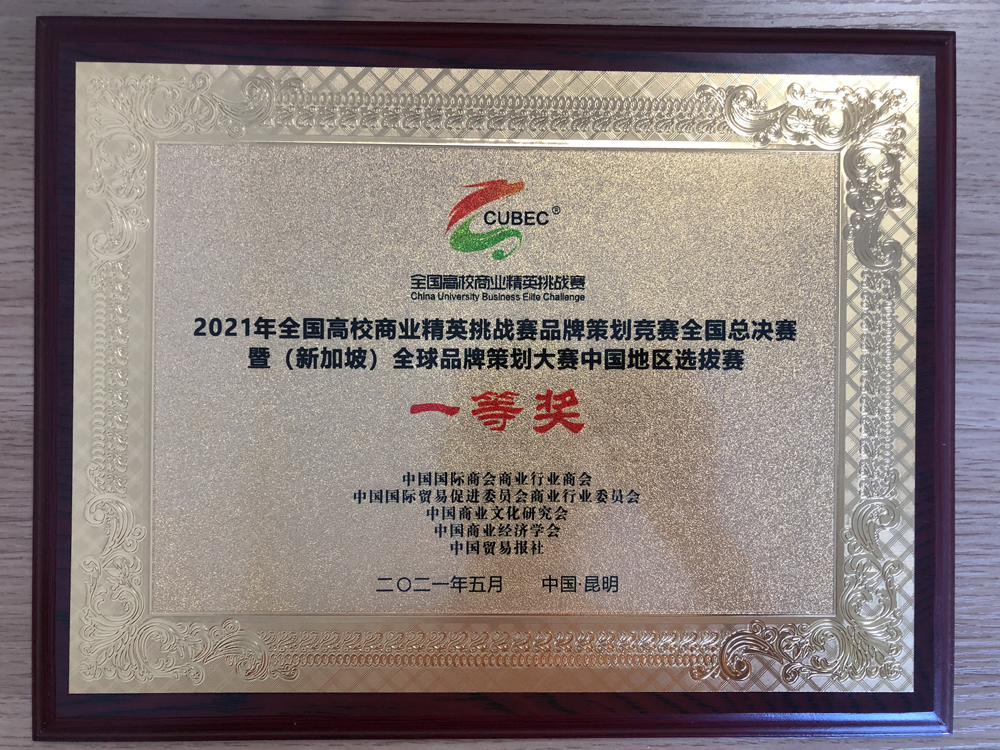 CUBEC®
全国高校商业精英挑战赛
China University Business Elite Challenge
2021年全国高校商业精英挑战赛品牌策划竞赛全国总决赛
暨（新加坡）全球品牌策划大赛中国地区选拔赛
一等奖
中国国际商会商业行业商会
中国国际贸易促进委员会商业行业委员会
中国商业文化研究会
中国商业经济学会
中国贸易报社
二〇二一年五月 中国·昆明